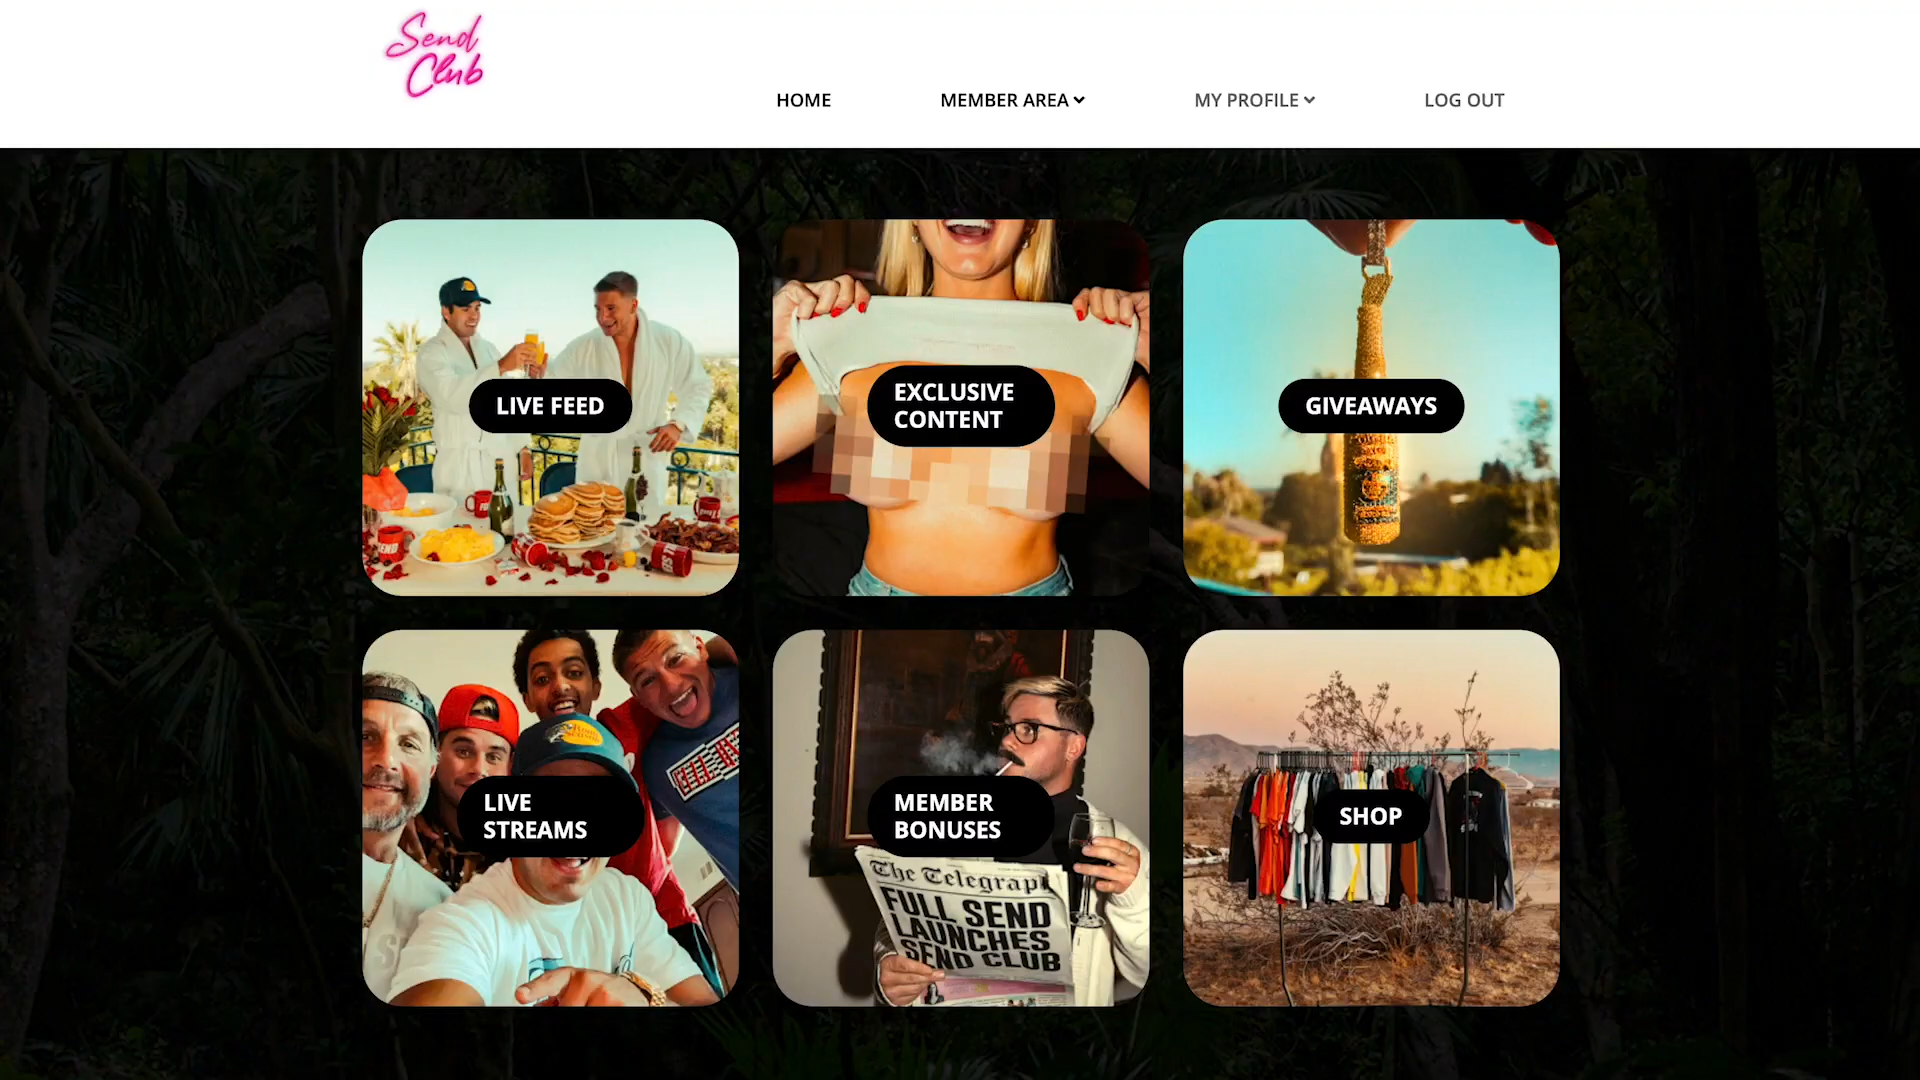 Send
Club
HOME
MEMBER AREA
MY PROFILE
LOG OUT
LIVE FEED
EXCLUSIVE
CONTENT
GIVEAWAYS
LIVE
STREAMS
MEMBER
BONUSES
SHOP
The Telegraph
FULL SEND
LAUNCHES
SEND CLUB